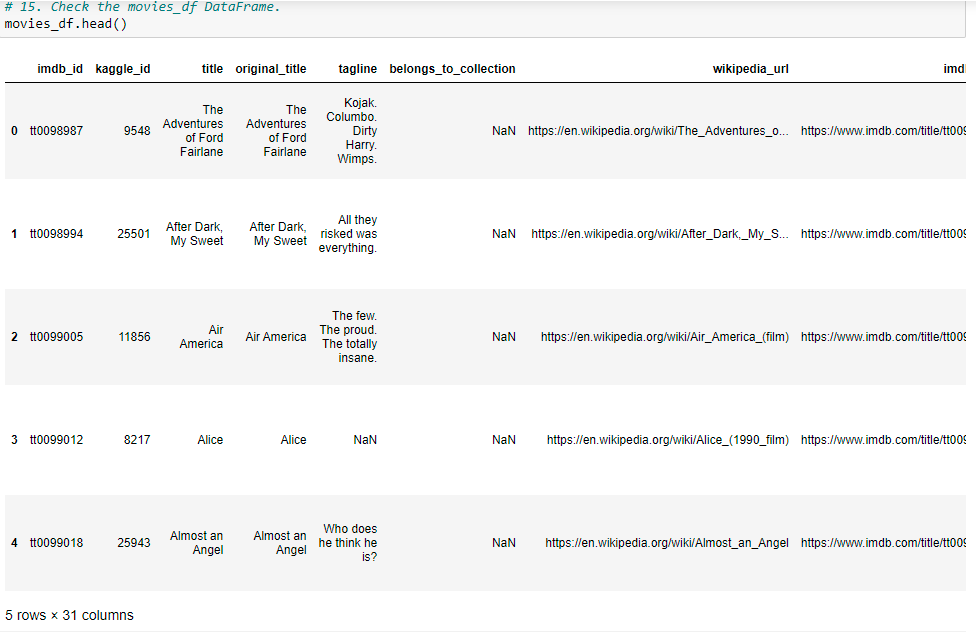 # 15. Check the movies_df DataFrame.
movies_df.head()
imdb_id kaggle_id title original_title tagline belongs_to_collection wikipedia_url imd
0 tt0098987 9548 The Adventures of Ford Fairlane The Adventures of Ford Fairlane Kojak. Columbo. Dirty Harry. Wimps. NaN https://en.wikipedia.org/wiki/The_Adventures_o... https://www.imdb.com/title/tt009
1 tt0098994 25501 After Dark, My Sweet After Dark, My Sweet All they risked was everything. NaN https://en.wikipedia.org/wiki/After_Dark,_My_S... https://www.imdb.com/title/tt009
2 tt0099005 11856 Air America Air America The few. The proud. The totally insane. NaN https://en.wikipedia.org/wiki/Air_America_(film) https://www.imdb.com/title/tt009
3 tt0099012 8217 Alice Alice NaN NaN https://en.wikipedia.org/wiki/Alice_(1990_film) https://www.imdb.com/title/tt009
4 tt0099018 25943 Almost an Angel Almost an Angel Who does he think he is? NaN https://en.wikipedia.org/wiki/Almost_an_Angel https://www.imdb.com/title/tt009
5 rows × 31 columns